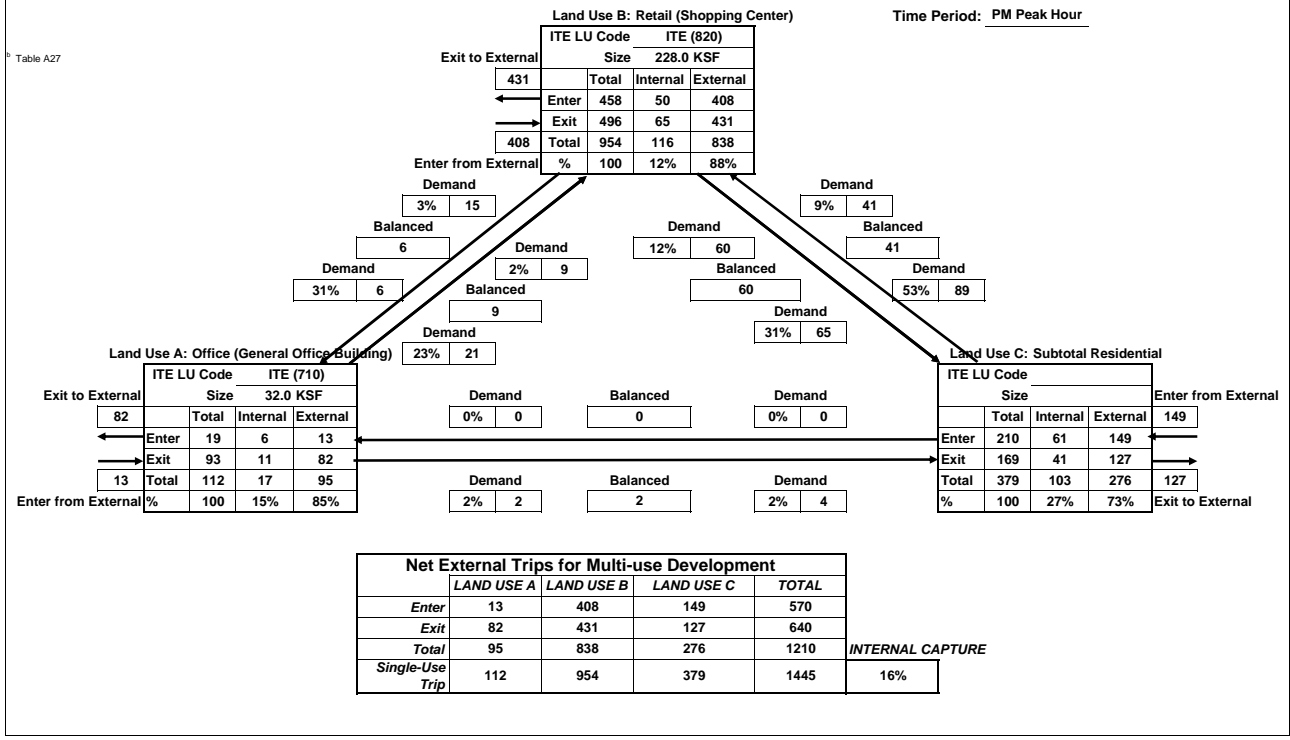 Land Use B: Retail (Shopping Center)
Time Period: PM Peak Hour
ITE LU Code ITE (820)
b Table A27
Exit to External Size 228.0 KSF
431 Total Internal External
Enter 458 50 408
Exit 496 65 431
408 Total 954 116 838
Enter from External % 100 12% 88%
Demand Demand
3% 15 9% 41
Balanced Demand Balanced
6 Demand 12% 60 41
Demand 2% 9 Balanced Demand
31% 6 Balanced 60 53% 89
9 Demand
Demand 31% 65
Land Use A: Office (General Office Building) 23% 21 Land Use C: Subtotal Residential
ITE LU Code ITE (710) ITE LU Code
Exit to External Size 32.0 KSF Demand Balanced Demand Size Enter from External
82 Total Internal External 0% 0 0 0% 0 Total Internal External 149
Enter 19 6 13 Enter 210 61 149
Exit 93 11 82 Exit 169 41 127
13 Total 112 17 95 Demand Balanced Demand Total 379 103 276 127
Enter from External % 100 15% 85% 2% 2 2 2% 4 % 100 27% 73% Exit to External
Net External Trips for Multi-use Development
LAND USE A LAND USE B LAND USE C TOTAL
Enter 13 408 149 570
Exit 82 431 127 640
Total 95 838 276 1210 INTERNAL CAPTURE
Single-Use
Trip 112 954 379 1445 16%